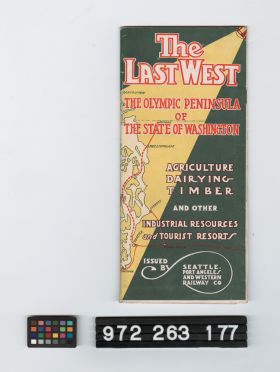 The
LAST WEST
THE OLYMPIC PENINSULA
OF
THE STATE OF WASHINGTON
AGRICULTURE
DAIRYING
TIMBER
AND OTHER
INDUSTRIAL RESOURCES
and TOURIST RESORTS
ISSUED
BY
SEATTLE,
PORT ANGELES
AND WESTERN
RAILWAY CO
972 263 177